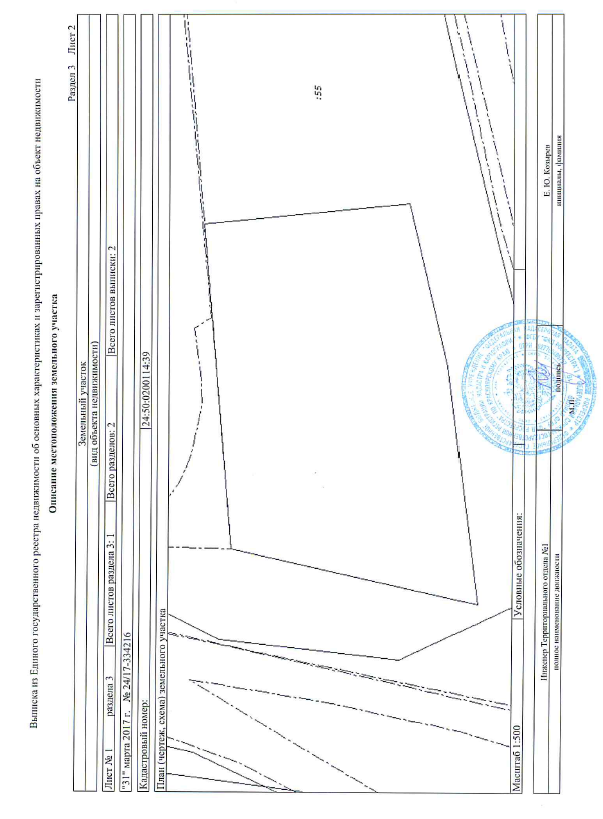 Раздел 3 Лист 2
Выписка из Единого государственного реестра недвижимости об основных характеристиках и зарегистрированных правах на объект недвижимости
Описание местоположения земельного участка
Земельный участок
(вид объекта недвижимости)
Лист № 1 раздела 3 Всего листов раздела 3: 1 Всего разделов: 2 Всего листов выписки: 2
"31" марта 2017 г. № 24/17-334216
Кадастровый номер: 24:50:0200114:39
План (чертеж, схема) земельного участка
:55
Масштаб 1:500 Условные обозначения:
Инженер Территориального отдела №1 Е. Ю. Козырев
полное наименование должности подпись инициалы, фамилия
М.П.